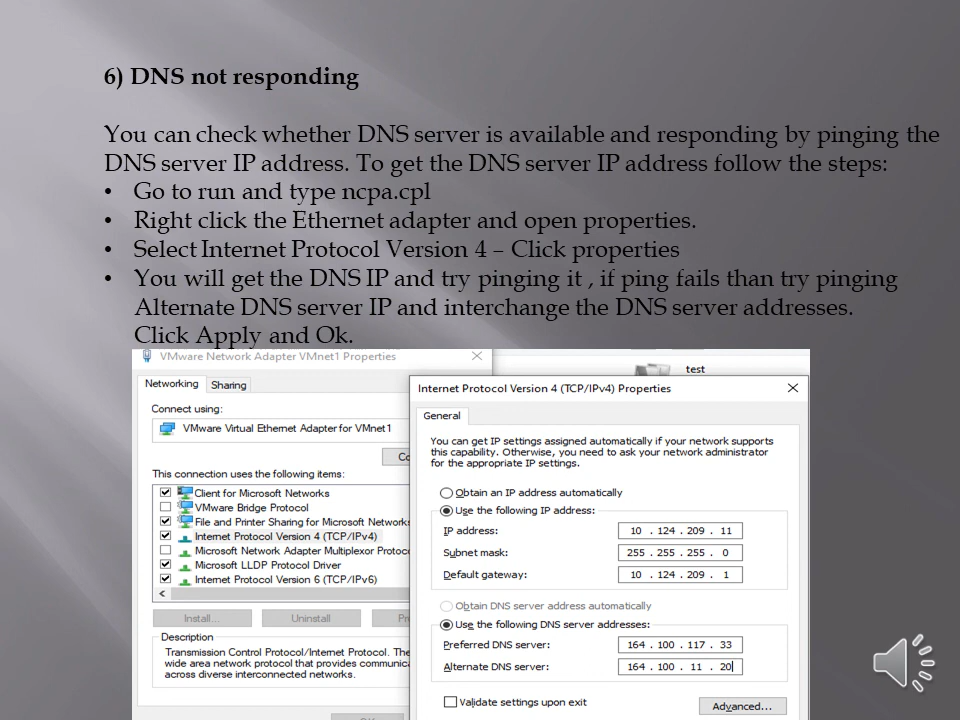 6) DNS not responding
You can check whether DNS server is available and responding by pinging the
DNS server IP address. To get the DNS server IP address follow the steps:
• Go to run and type ncpa.cpl
• Right click the Ethernet adapter and open properties.
• Select Internet Protocol Version 4 – Click properties
• You will get the DNS IP and try pinging it , if ping fails than try pinging
Alternate DNS server IP and interchange the DNS server addresses.
Click Apply and Ok.
VMware Network Adapter VMnet1 Properties
Networking Sharing
Connect using:
VMware Virtual Ethernet Adapter for VMnet1
Co
This connection uses the following items:
Client for Microsoft Networks
VMware Bridge Protocol
File and Printer Sharing for Microsoft Networks
Internet Protocol Version 4 (TCP/IPv4)
Microsoft Network Adapter Multiplexor Protoco
Microsoft LLDP Protocol Driver
Internet Protocol Version 6 (TCP/IPv6)
Install... Uninstall Pr
Description
Transmission Control Protocol/Internet Protocol. The
wide area network protocol that provides communica
across diverse interconnected networks.
test
Internet Protocol Version 4 (TCP/IPv4) Properties
General
You can get IP settings assigned automatically if your network supports
this capability. Otherwise, you need to ask your network administrator
for the appropriate IP settings.
Obtain an IP address automatically
Use the following IP address:
IP address: 10 . 124 . 209 . 11
Subnet mask: 255 . 255 . 255 . 0
Default gateway: 10 . 124 . 209 . 1
Obtain DNS server address automatically
Use the following DNS server addresses:
Preferred DNS server: 164 . 100 . 117 . 33
Alternate DNS server: 164 . 100 . 11 . 20
Validate settings upon exit
Advanced...